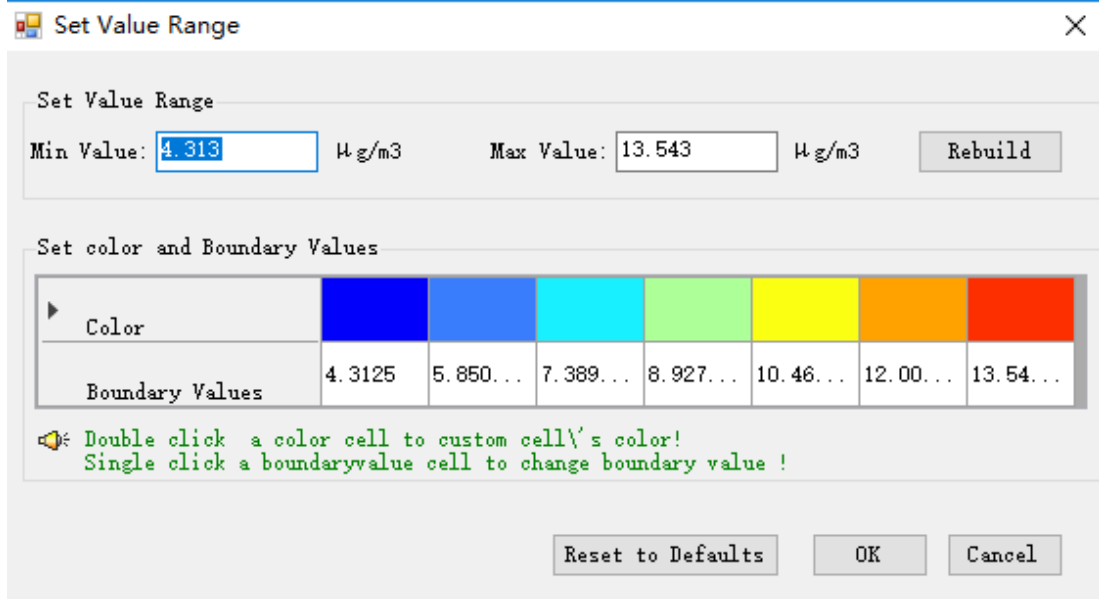 Set Value Range
Set Value Range
Min Value: 4.313 μg/m3 Max Value: 13.543 μg/m3 Rebuild
Set color and Boundary Values
Color
Boundary Values 4.3125 5.850... 7.389... 8.927... 10.46... 12.00... 13.54...
Double click  a color cell to custom cell\'s color!
Single click a boundaryvalue cell to change boundary value !
Reset to Defaults OK Cancel